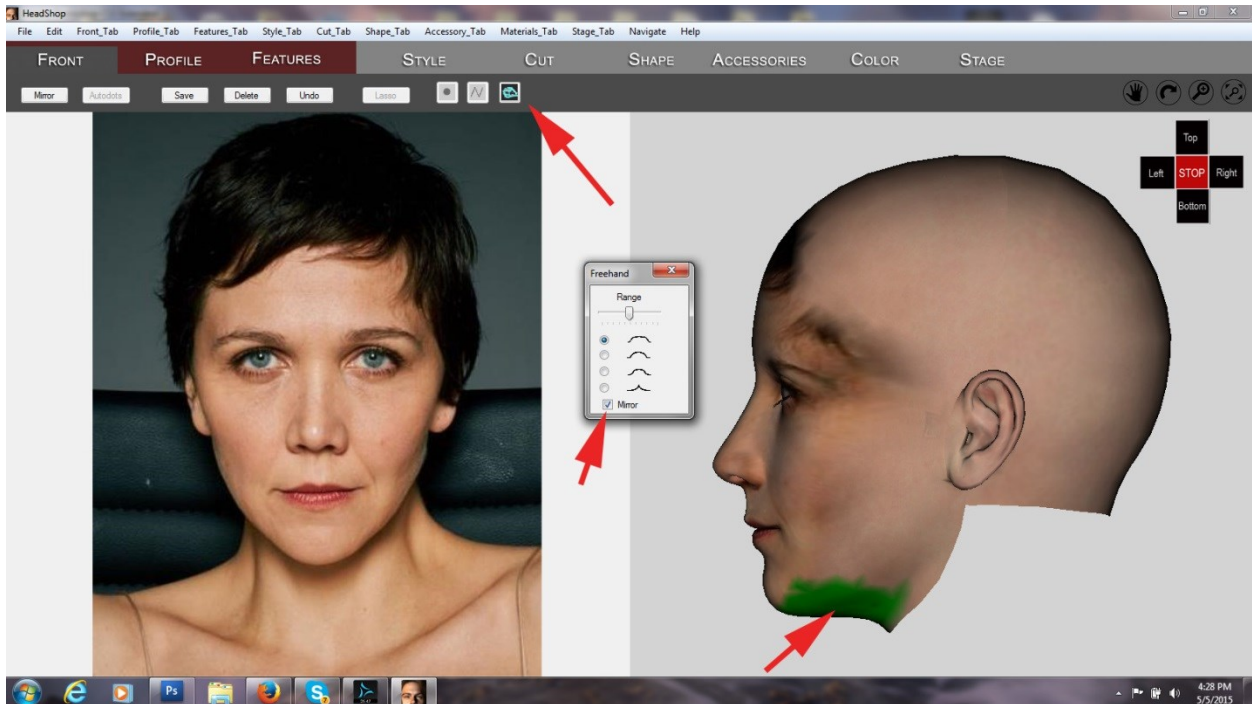 HeadShop
File Edit Front_Tab Profile_Tab Features_Tab Style_Tab Cut_Tab Shape_Tab Accessory_Tab Materials_Tab Stage_Tab Navigate Help
FRONT PROFILE FEATURES STYLE CUT SHAPE ACCESSORIES COLOR STAGE
Mirror Autodots Save Delete Undo Lasso
Top
Left STOP Right
Bottom
Freehand
Range
Mirror
Ps S
4:28 PM
5/5/2015